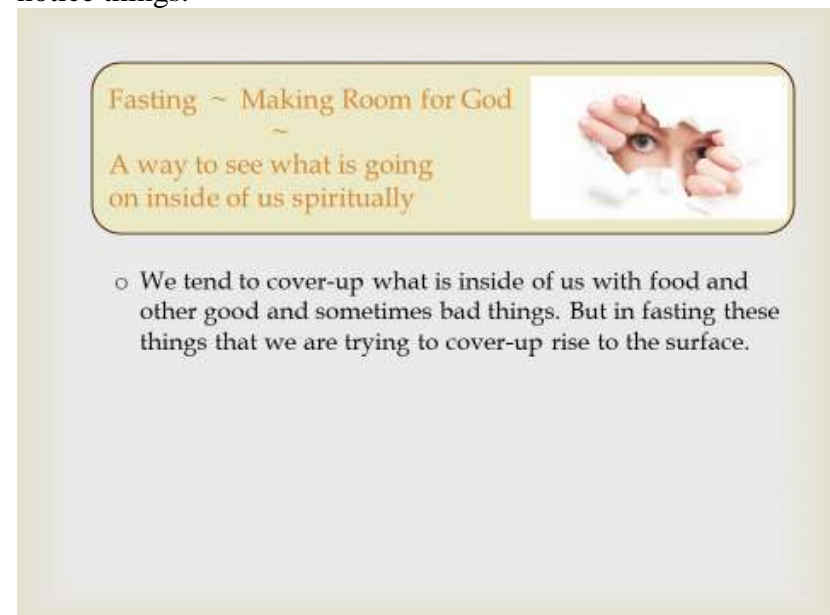 notice things.
Fasting ~ Making Room for God
~
A way to see what is going
on inside of us spiritually
○ We tend to cover-up what is inside of us with food and
other good and sometimes bad things. But in fasting these
things that we are trying to cover-up rise to the surface.